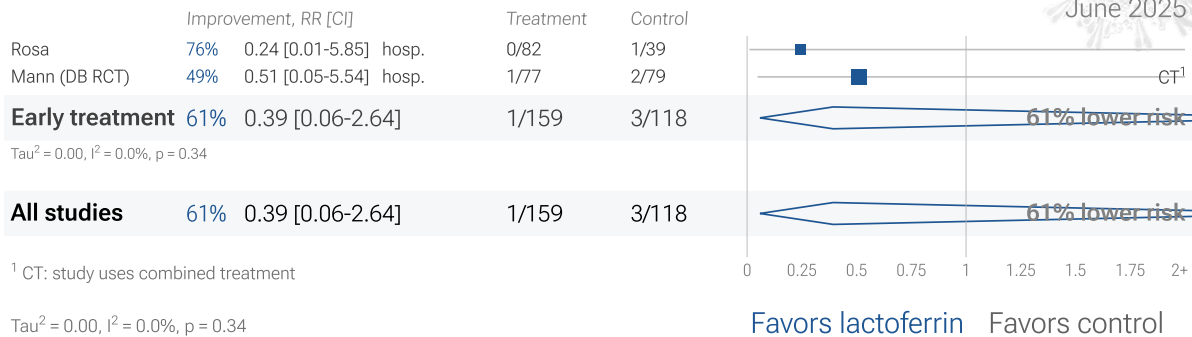 June 2025
Improvement, RR [CI] Treatment Control
Rosa 76% 0.24 [0.01-5.85] hosp. 0/82 1/39
Mann (DB RCT) 49% 0.51 [0.05-5.54] hosp. 1/77 2/79 CT¹
Early treatment 61% 0.39 [0.06-2.64] 1/159 3/118 61% lower risk
Tau² = 0.00, I² = 0.0%, p = 0.34
All studies 61% 0.39 [0.06-2.64] 1/159 3/118 61% lower risk
0 0.25 0.5 0.75 1 1.25 1.5 1.75 2+
¹ CT: study uses combined treatment
Tau² = 0.00, I² = 0.0%, p = 0.34
Favors lactoferrin Favors control